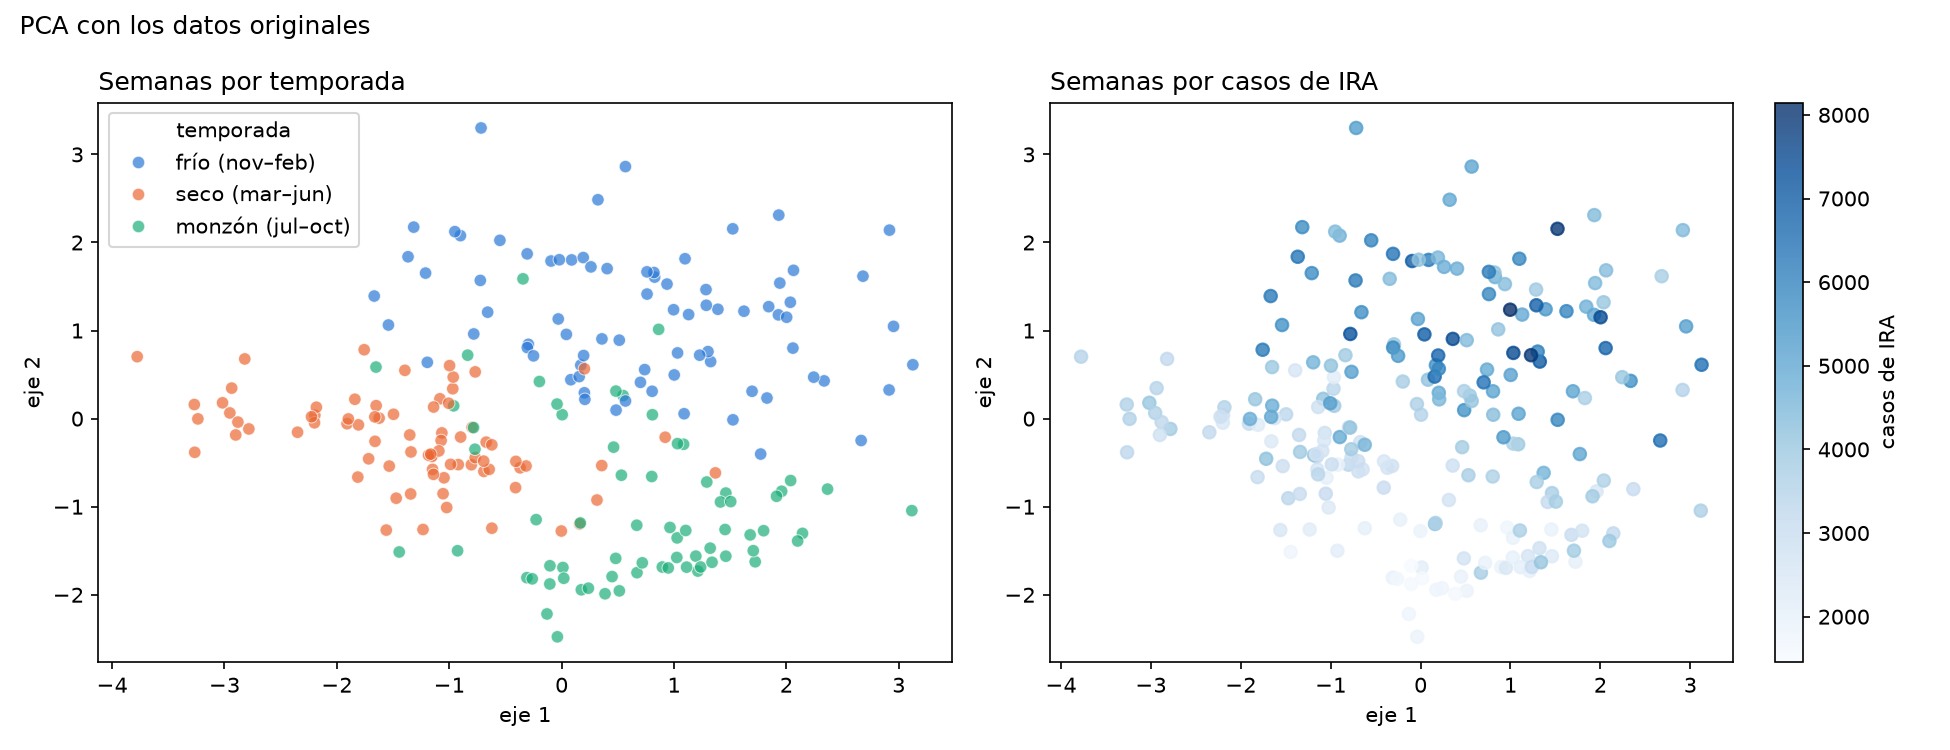 PCA con los datos originales
Semanas por temporada
temporada
frío (nov–feb)
seco (mar–jun)
monzón (jul–oct)
3
2
1
0
−1
−2
eje 2
−4 −3 −2 −1 0 1 2 3
eje 1
Semanas por casos de IRA
3
2
1
0
−1
−2
eje 2
−4 −3 −2 −1 0 1 2 3
eje 1
8000
7000
6000
5000
4000
3000
2000
casos de IRA